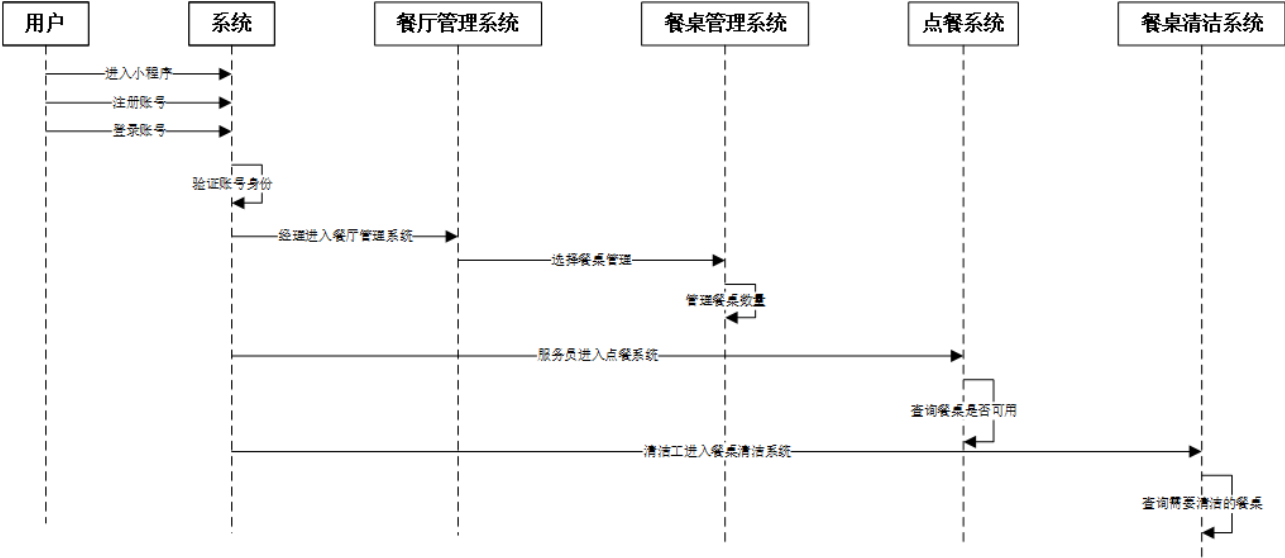 用户
系统
餐厅管理系统
餐桌管理系统
点餐系统
餐桌清洁系统
进入小程序
注册账号
登录账号
验证账号身份
经理进入餐厅管理系统
选择餐桌管理
管理餐桌数量
服务员进入点餐系统
查询餐桌是否可用
清洁工进入餐桌清洁系统
查询需要清洁的餐桌